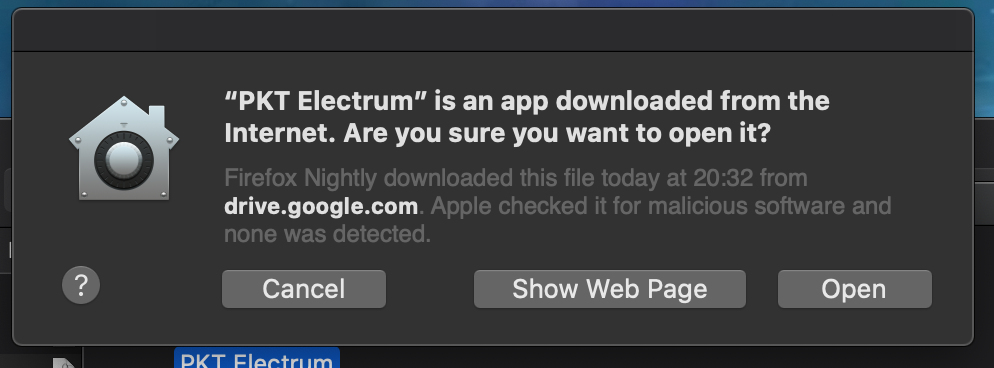 “PKT Electrum” is an app downloaded from the
Internet. Are you sure you want to open it?
Firefox Nightly downloaded this file today at 20:32 from
drive.google.com. Apple checked it for malicious software and
none was detected.
?
Cancel
Show Web Page
Open
PKT Electrum